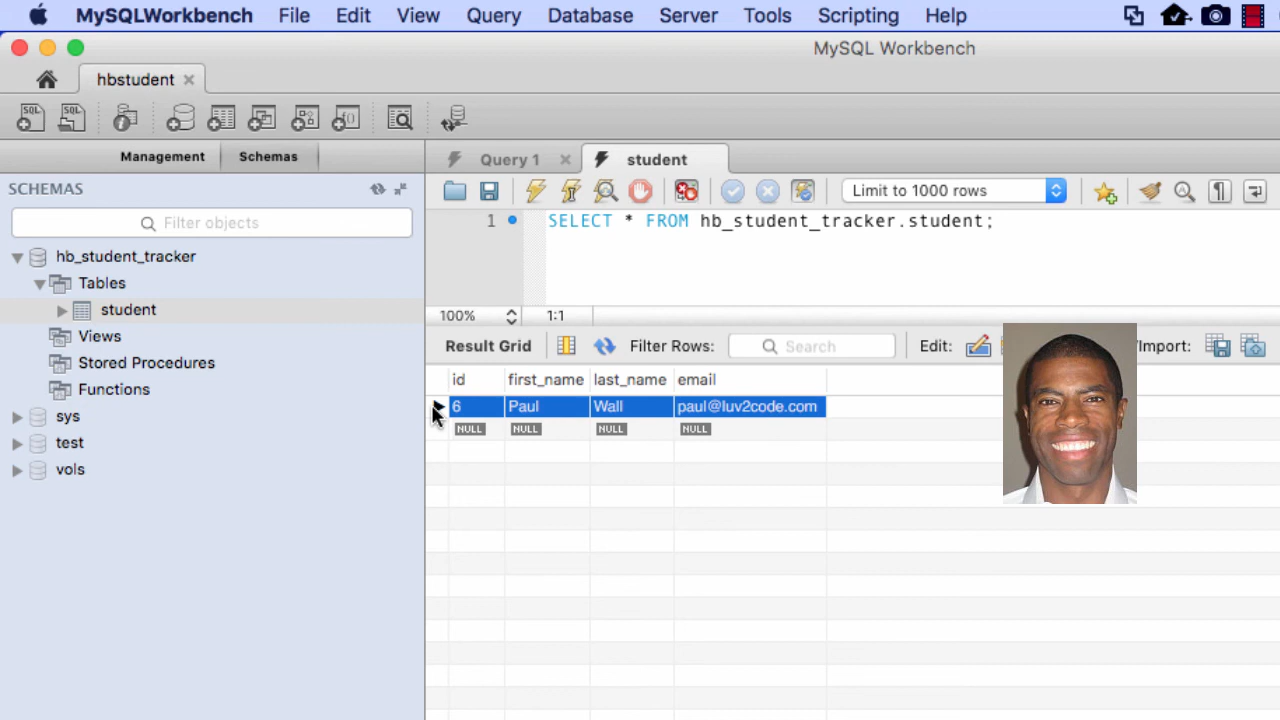 MySQLWorkbench File Edit View Query Database Server Tools Scripting Help
MySQL Workbench
hbstudent
SQL SQL
Management Schemas
Query 1 student
SCHEMAS
Limit to 1000 rows
Filter objects
1 SELECT * FROM hb_student_tracker.student;
hb_student_tracker
Tables
student
Views
Stored Procedures
Functions
sys
test
vols
100% 1:1
Result Grid Filter Rows: Search Edit: /Import:
id first_name last_name email
6 Paul Wall paul@luv2code.com
NULL NULL NULL NULL